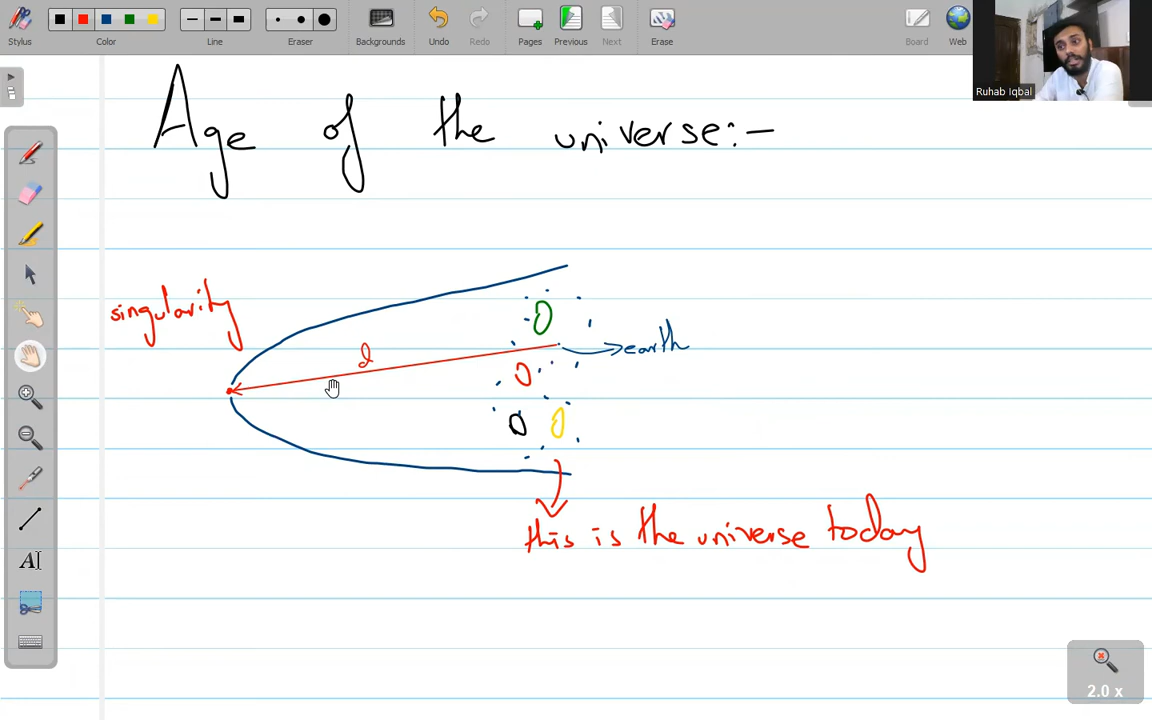 Stylus
Color
Line
Eraser
Backgrounds
Undo
Redo
Pages
Previous
Next
Erase
Board
Web
Ruhab Iqbal
Age of the universe:-
singularity
d
earth
this is the universe today
A
2.0 x